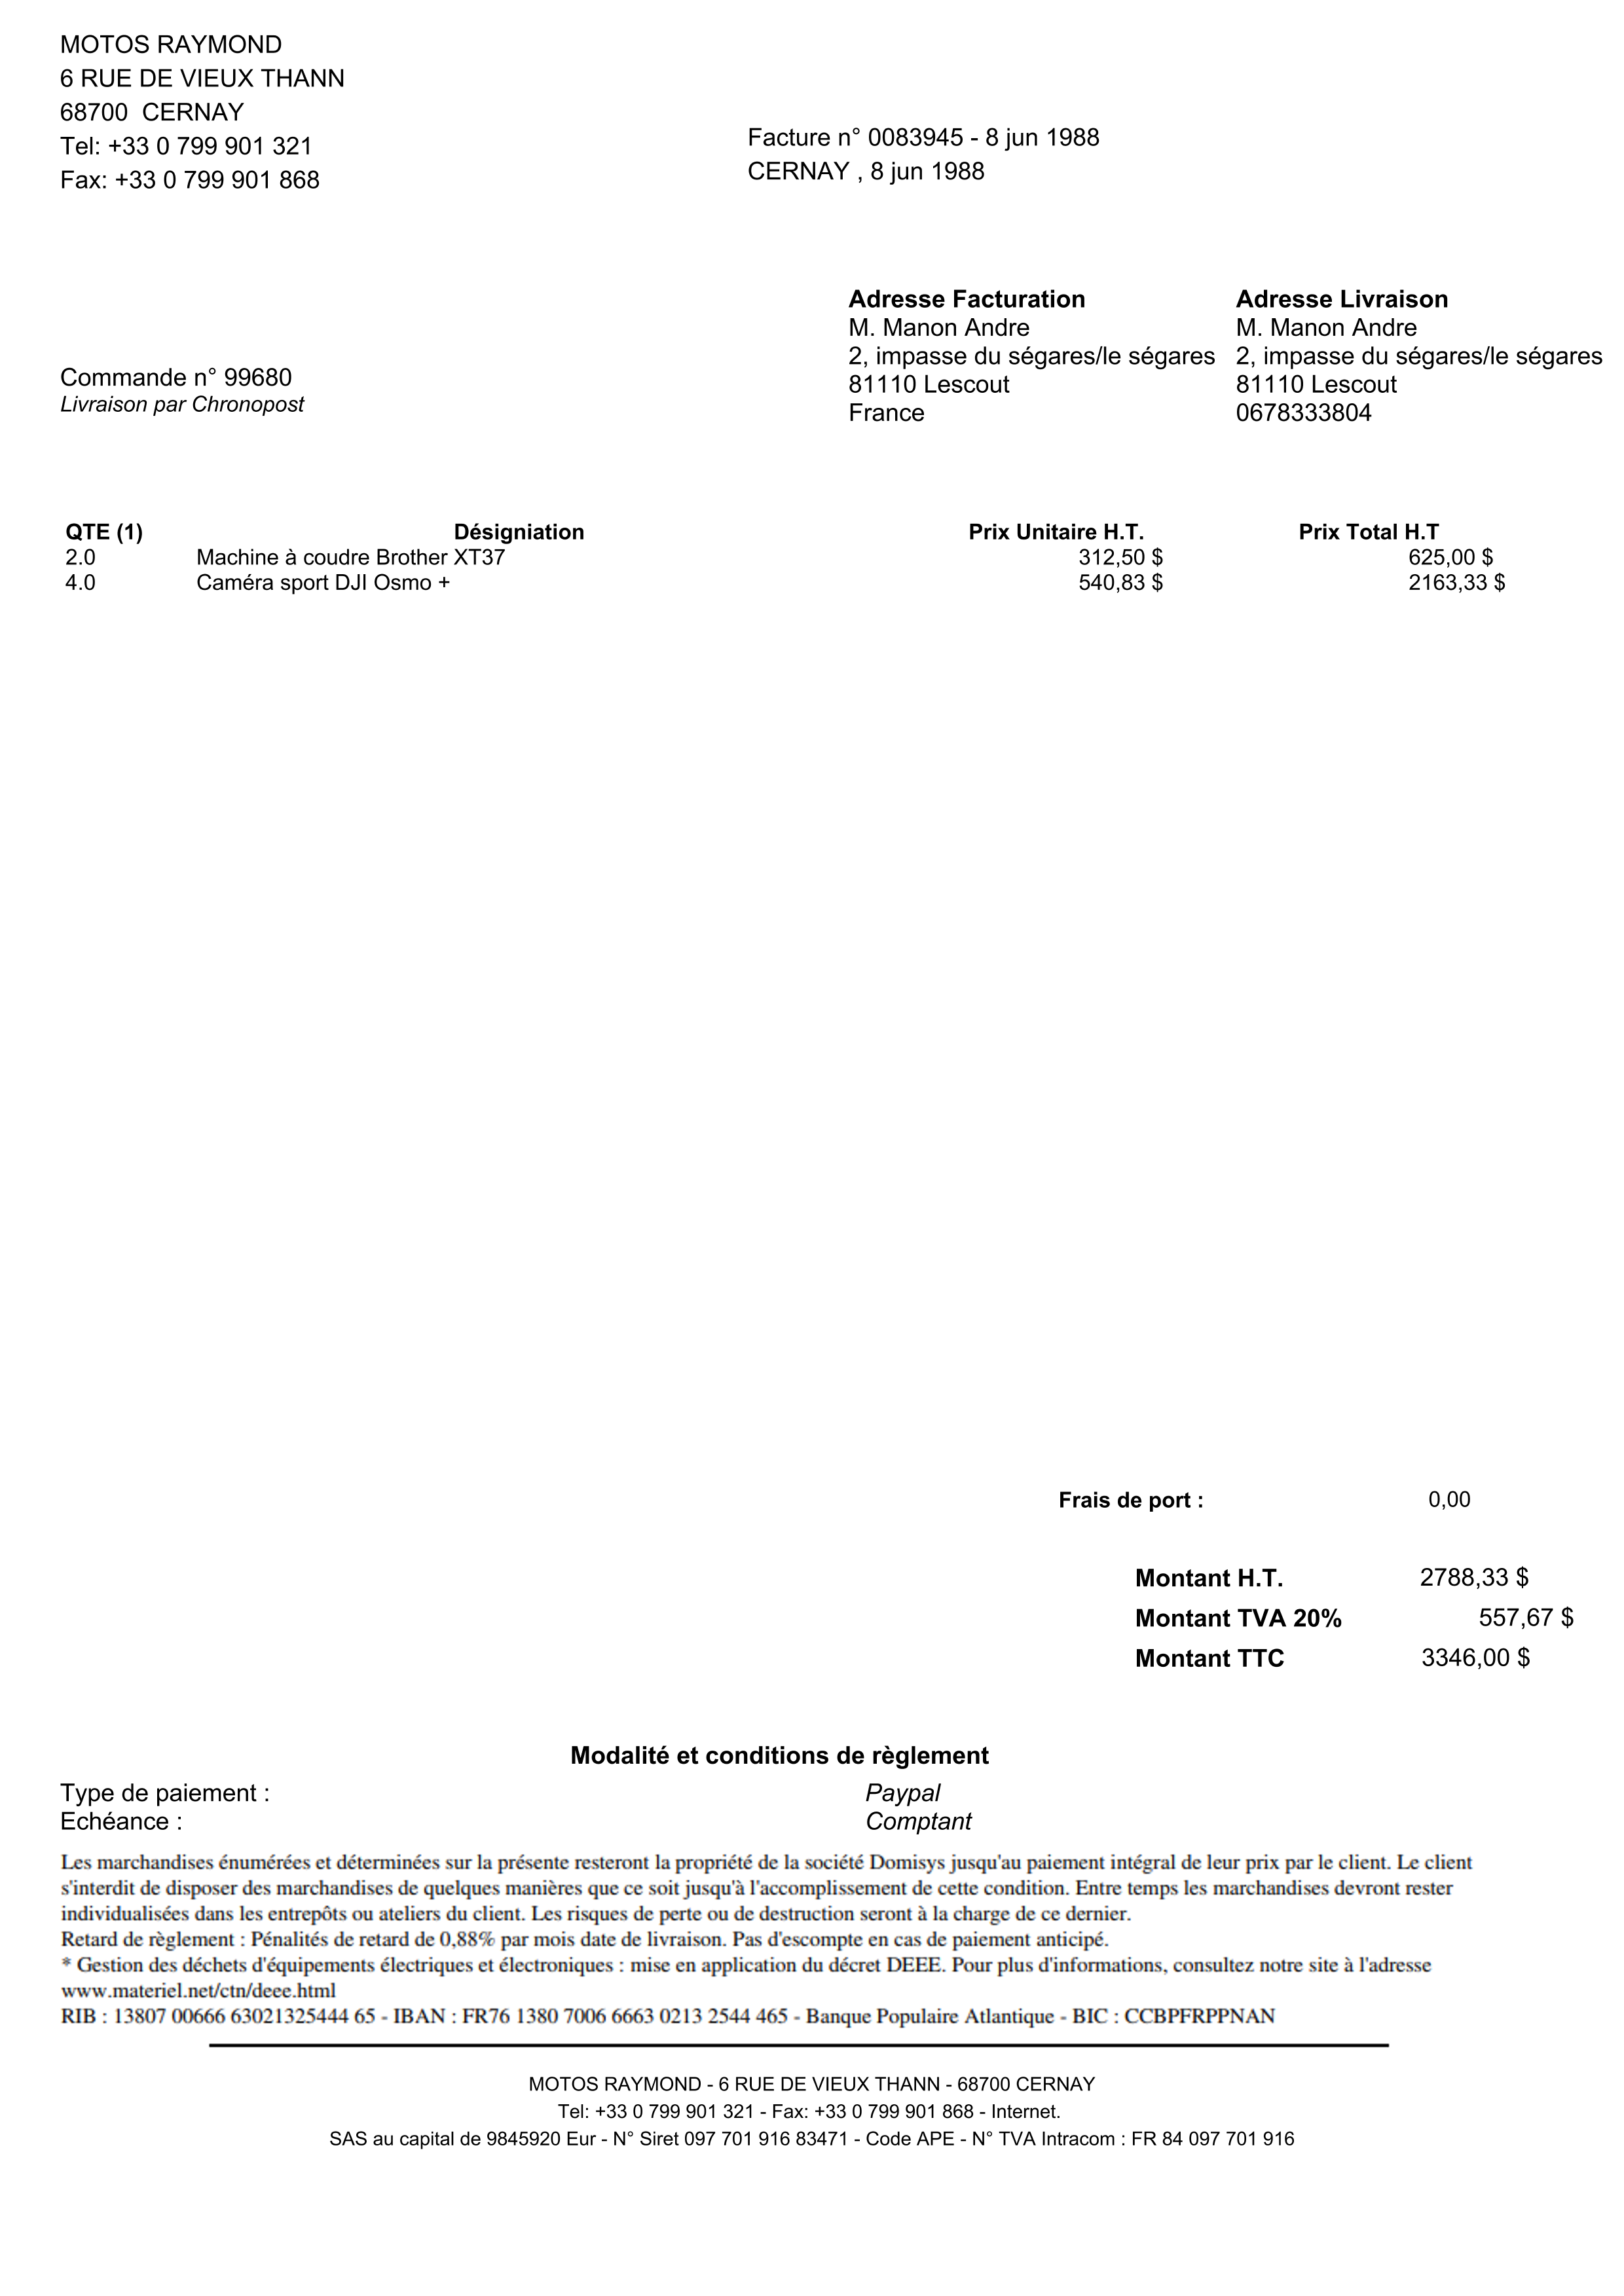 MOTOS RAYMOND
6 RUE DE VIEUX THANN
68700 CERNAY
Tel: +33 0 799 901 321
Fax: +33 0 799 901 868
Facture n° 0083945 - 8 jun 1988
CERNAY , 8 jun 1988
Commande n° 99680
Livraison par Chronopost
Adresse Facturation
M. Manon Andre
2, impasse du ségares/le ségares
81110 Lescout
France
Adresse Livraison
M. Manon Andre
2, impasse du ségares/le ségares
81110 Lescout
0678333804
QTE (1) Désigniation Prix Unitaire H.T. Prix Total H.T
2.0 Machine à coudre Brother XT37 312,50 $ 625,00 $
4.0 Caméra sport DJI Osmo + 540,83 $ 2163,33 $
Frais de port : 0,00
Montant H.T. 2788,33 $
Montant TVA 20% 557,67 $
Montant TTC 3346,00 $
Modalité et conditions de règlement
Type de paiement : Paypal
Echéance : Comptant
Les marchandises énumérées et déterminées sur la présente resteront la propriété de la société Domisys jusqu'au paiement intégral de leur prix par le client. Le client
s'interdit de disposer des marchandises de quelques manières que ce soit jusqu'à l'accomplissement de cette condition. Entre temps les marchandises devront rester
individualisées dans les entrepôts ou ateliers du client. Les risques de perte ou de destruction seront à la charge de ce dernier.
Retard de règlement : Pénalités de retard de 0,88% par mois date de livraison. Pas d'escompte en cas de paiement anticipé.
* Gestion des déchets d'équipements électriques et électroniques : mise en application du décret DEEE. Pour plus d'informations, consultez notre site à l'adresse
www.materiel.net/ctn/deee.html
RIB : 13807 00666 63021325444 65 - IBAN : FR76 1380 7006 6663 0213 2544 465 - Banque Populaire Atlantique - BIC : CCBPFRPPNAN
MOTOS RAYMOND - 6 RUE DE VIEUX THANN - 68700 CERNAY
Tel: +33 0 799 901 321 - Fax: +33 0 799 901 868 - Internet.
SAS au capital de 9845920 Eur - N° Siret 097 701 916 83471 - Code APE - N° TVA Intracom : FR 84 097 701 916